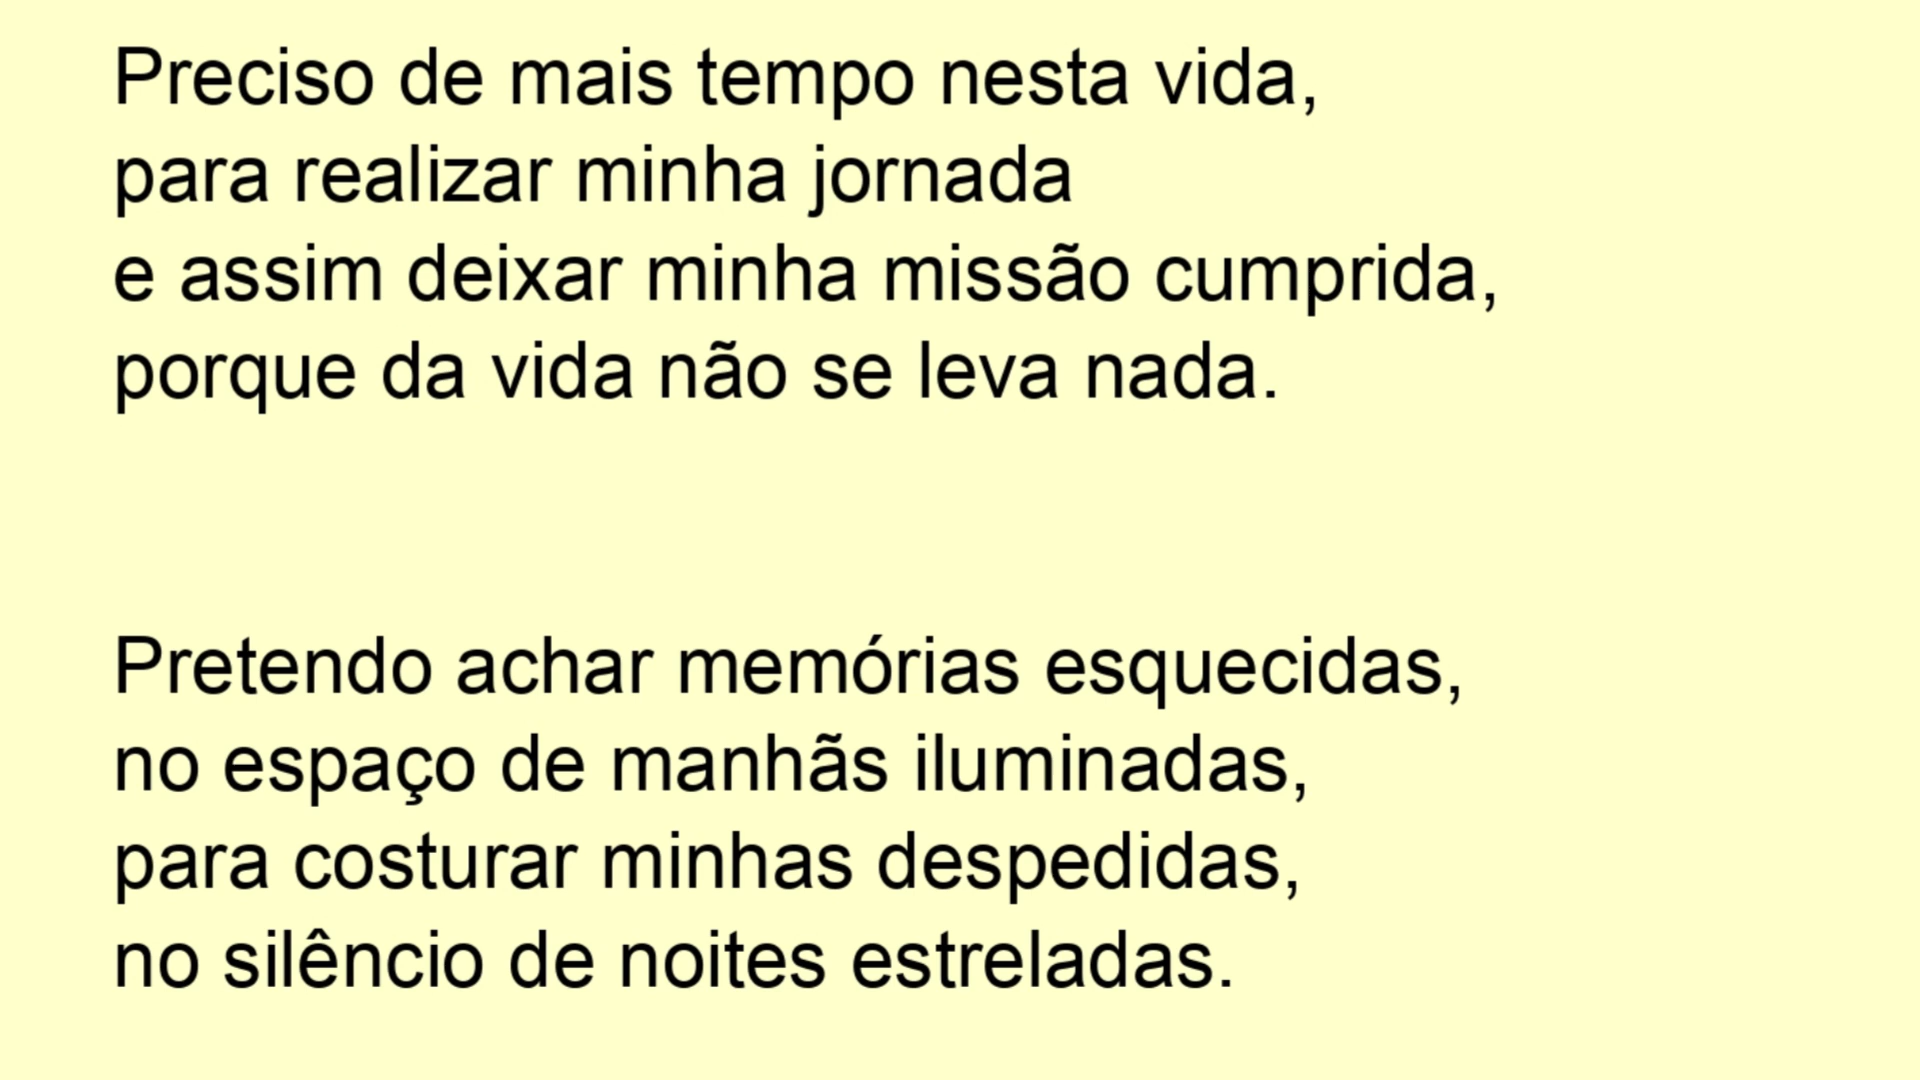 Preciso de mais tempo nesta vida,
para realizar minha jornada
e assim deixar minha missão cumprida,
porque da vida não se leva nada.
Pretendo achar memórias esquecidas,
no espaço de manhãs iluminadas,
para costurar minhas despedidas,
no silêncio de noites estreladas.